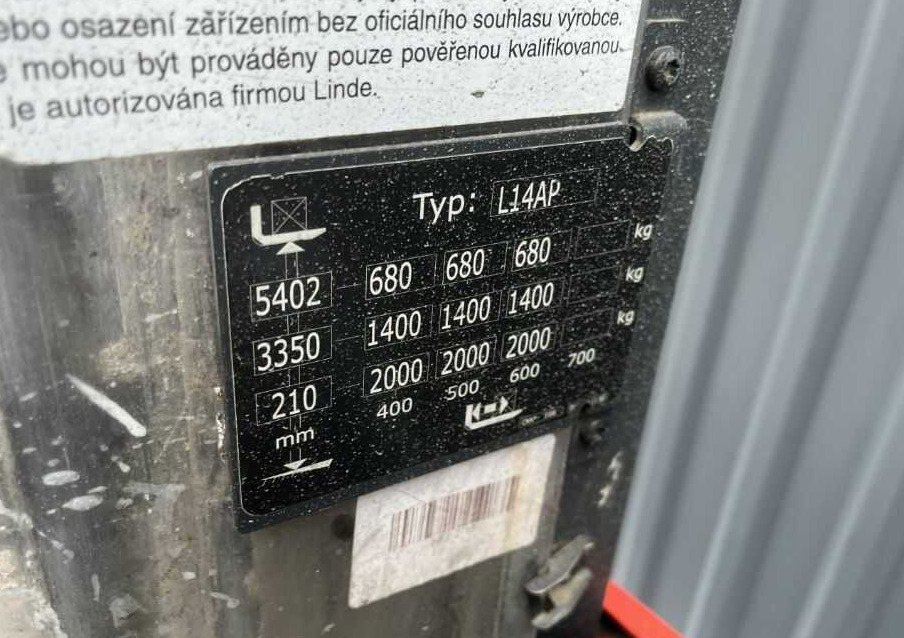 ebo osazení zařízením bez oficiálního souhlasu výrobce.
e mohou být prováděny pouze pověřenou kvalifikovanou
je autorizována firmou Linde.
Typ: L14AP
5402 680 680 680 kg
3350 1400 1400 1400 kg
210 2000 2000 2000 kg
mm 400 500 600 700